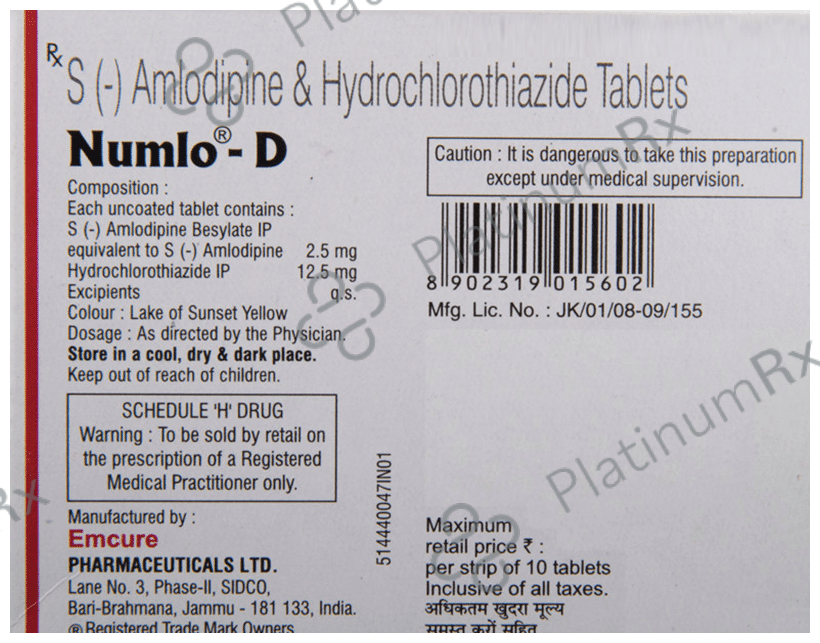 Rx S (-) Amlodipine & Hydrochlorothiazide Tablets
Numlo® - D
Composition :
Each uncoated tablet contains :
S (-) Amlodipine Besylate IP
equivalent to S (-) Amlodipine 2.5 mg
Hydrochlorothiazide IP 12.5 mg
Excipients q.s.
Colour : Lake of Sunset Yellow
Dosage : As directed by the Physician.
Store in a cool, dry & dark place.
Keep out of reach of children.
SCHEDULE 'H' DRUG
Warning : To be sold by retail on
the prescription of a Registered
Medical Practitioner only.
Manufactured by :
Emcure
PHARMACEUTICALS LTD.
Lane No. 3, Phase-II, SIDCO,
Bari-Brahmana, Jammu - 181 133, India.
® Registered Trade Mark Owners
514440047IN01
Caution : It is dangerous to take this preparation
except under medical supervision.
8 902319 015602
Mfg. Lic. No. : JK/01/08-09/155
Maximum
retail price ₹ :
per strip of 10 tablets
Inclusive of all taxes.
अधिकतम खुदरा मूल्य
समस्त करों सहित
PlatinumRx
PlatinumRx
PlatinumRx
Rx